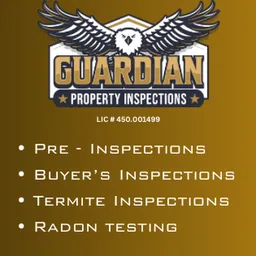 GUARDIAN
PROPERTY INSPECTIONS
LIC # 450.001499
• Pre - Inspections
• Buyer's Inspections
• Termite Inspections
• Radon testing